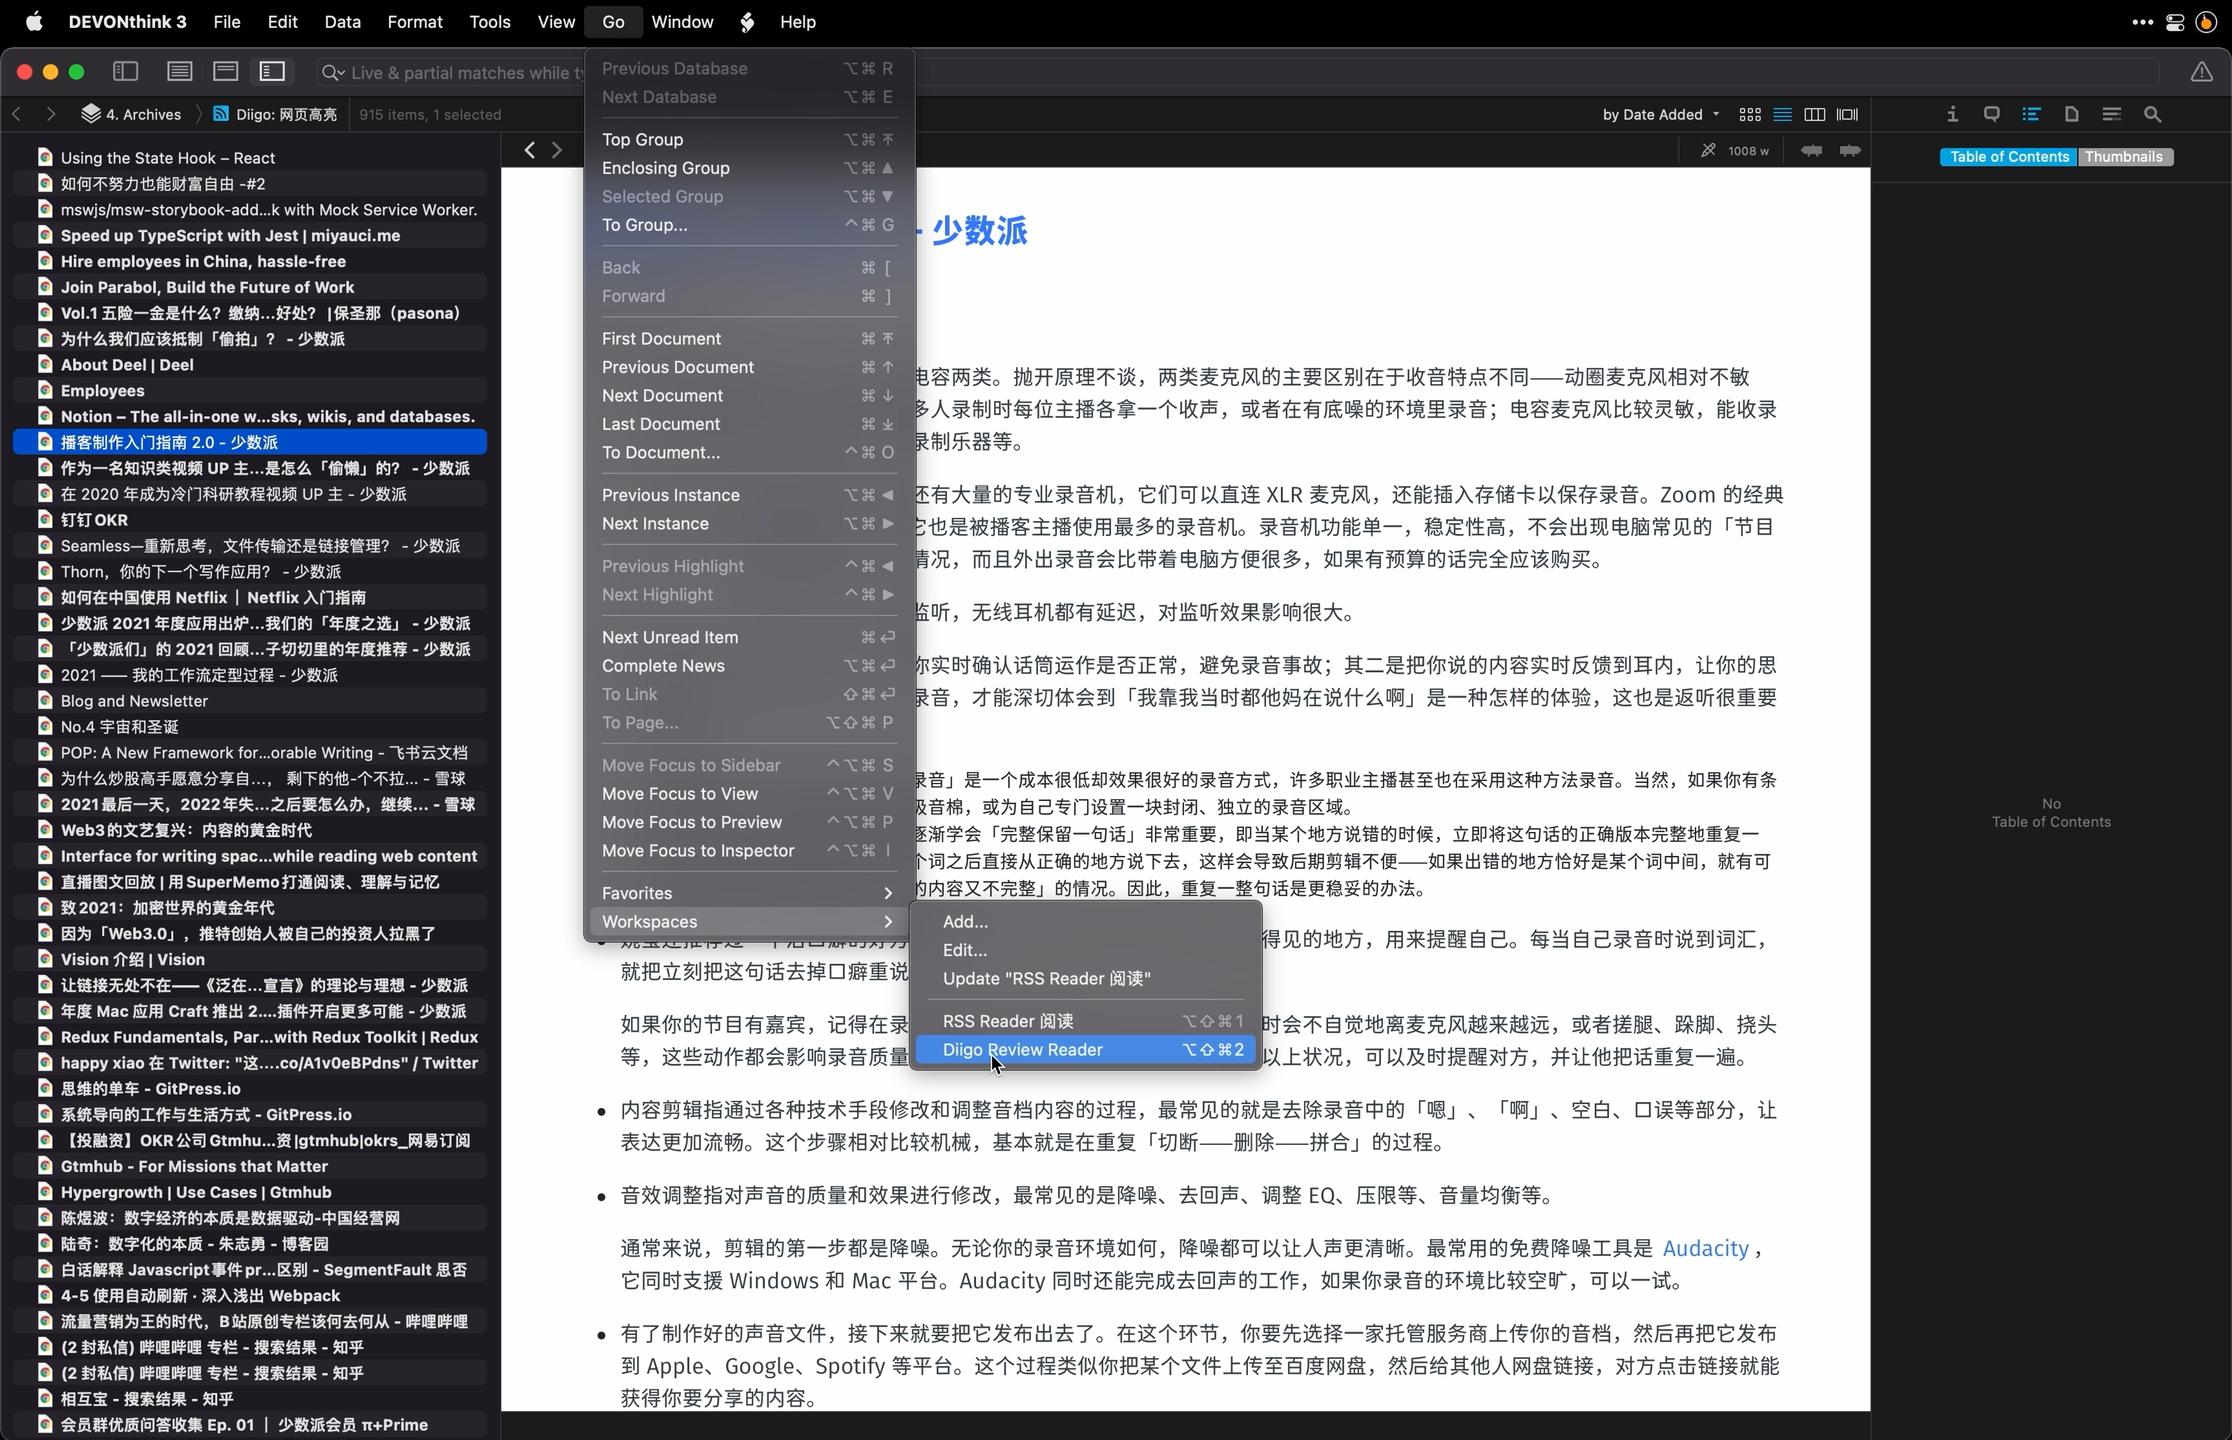 DEVONthink 3 File Edit Data Format Tools View Go Window Help
Live & partial matches while ty
4. Archives
Diigo: 网页高亮
915 items, 1 selected
by Date Added
1008 w
Table of Contents
Thumbnails
Using the State Hook – React
如何不努力也能财富自由 -#2
mswjs/msw-storybook-add...k with Mock Service Worker.
Speed up TypeScript with Jest | miyauci.me
Hire employees in China, hassle-free
Join Parabol, Build the Future of Work
Vol.1 五险一金是什么？缴纳...好处？ |保圣那（pasona）
为什么我们应该抵制「偷拍」？ - 少数派
About Deel | Deel
Employees
Notion – The all-in-one w...sks, wikis, and databases.
播客制作入门指南 2.0 - 少数派
作为一名知识类视频 UP 主...是怎么「偷懒」的？ - 少数派
在 2020 年成为冷门科研教程视频 UP 主 - 少数派
钉钉 OKR
Seamless—重新思考，文件传输还是链接管理？ - 少数派
Thorn，你的下一个写作应用？ - 少数派
如何在中国使用 Netflix｜Netflix 入门指南
少数派 2021 年度应用出炉...我们的「年度之选」 - 少数派
「少数派们」的 2021 回顾...子切切里的年度推荐 - 少数派
2021 —— 我的工作流定型过程 - 少数派
Blog and Newsletter
No.4 宇宙和圣诞
POP: A New Framework for...orable Writing - 飞书云文档
为什么炒股高手愿意分享自...， 剩下的他-个不拉... - 雪球
2021最后一天，2022年失...之后要怎么办，继续... - 雪球
Web3的文艺复兴：内容的黄金时代
Interface for writing spac...while reading web content
直播图文回放 | 用SuperMemo打通阅读、理解与记忆
致2021：加密世界的黄金年代
因为「Web3.0」，推特创始人被自己的投资人拉黑了
Vision 介绍 | Vision
让链接无处不在——《泛在...宣言》的理论与理想 - 少数派
年度 Mac 应用 Craft 推出 2....插件开启更多可能 - 少数派
Redux Fundamentals, Par...with Redux Toolkit | Redux
happy xiao 在 Twitter: "这....co/A1v0eBPdns" / Twitter
思维的单车 - GitPress.io
系统导向的工作与生活方式 - GitPress.io
【投融资】OKR公司Gtmhu...资|gtmhub|okrs_网易订阅
Gtmhub - For Missions that Matter
Hypergrowth | Use Cases | Gtmhub
陈煜波：数字经济的本质是数据驱动-中国经营网
陆奇：数字化的本质 - 朱志勇 - 博客园
白话解释 Javascript事件pr...区别 - SegmentFault 思否
4-5 使用自动刷新 · 深入浅出 Webpack
流量营销为王的时代，B站原创专栏该何去何从 - 哔哩哔哩
(2 封私信) 哔哩哔哩 专栏 - 搜索结果 - 知乎
(2 封私信) 哔哩哔哩 专栏 - 搜索结果 - 知乎
相互宝 - 搜索结果 - 知乎
会员群优质问答收集 Ep. 01 ｜ 少数派会员 π+Prime
Previous Database ⌥⌘ R
Next Database ⌥⌘ E
Top Group ⌥⌘ ⤒
Enclosing Group ⌥⌘ ▲
Selected Group ⌥⌘ ▼
To Group... ^⌘ G
Back ⌘ [
Forward ⌘ ]
First Document ⌘ ⤒
Previous Document ⌘ ↑
Next Document ⌘ ↓
Last Document ⌘ ⤓
To Document... ^⌘ O
Previous Instance ⌥⌘ ◀
Next Instance ⌥⌘ ▶
Previous Highlight ^⌘ ◀
Next Highlight ^⌘ ▶
Next Unread Item ⌘↩
Complete News ⌥⌘↩
To Link ⇧⌘↩
To Page... ⌥⇧⌘ P
Move Focus to Sidebar ^⌥⌘ S
Move Focus to View ^⌥⌘ V
Move Focus to Preview ^⌥⌘ P
Move Focus to Inspector ^⌥⌘ I
Favorites
Workspaces
Add...
Edit...
Update "RSS Reader 阅读"
RSS Reader 阅读 ⌥⇧⌘1
Diigo Review Reader ⌥⇧⌘2
- 少数派
电容两类。抛开原理不谈，两类麦克风的主要区别在于收音特点不同——动圈麦克风相对不敏
多人录制时每位主播各拿一个收声，或者在有底噪的环境里录音；电容麦克风比较灵敏，能收录
录制乐器等。
还有大量的专业录音机，它们可以直连 XLR 麦克风，还能插入存储卡以保存录音。Zoom 的经典
它也是被播客主播使用最多的录音机。录音机功能单一，稳定性高，不会出现电脑常见的「节目
情况，而且外出录音会比带着电脑方便很多，如果有预算的话完全应该购买。
监听，无线耳机都有延迟，对监听效果影响很大。
你实时确认话筒运作是否正常，避免录音事故；其二是把你说的内容实时反馈到耳内，让你的思
录音，才能深切体会到「我靠我当时都他妈在说什么啊」是一种怎样的体验，这也是返听很重要
录音」是一个成本很低却效果很好的录音方式，许多职业主播甚至也在采用这种方法录音。当然，如果你有条
吸音棉，或为自己专门设置一块封闭、独立的录音区域。
逐渐学会「完整保留一句话」非常重要，即当某个地方说错的时候，立即将这句话的正确版本完整地重复一
个词之后直接从正确的地方说下去，这样会导致后期剪辑不便——如果出错的地方恰好是某个词中间，就有可
的内容又不完整」的情况。因此，重复一整句话是更稳妥的办法。
得见的地方，用来提醒自己。每当自己录音时说到词汇，
就把立刻把这句话去掉口癖重说
如果你的节目有嘉宾，记得在录 时会不自觉地离麦克风越来越远，或者搓腿、跺脚、挠头
等，这些动作都会影响录音质量 以上状况，可以及时提醒对方，并让他把话重复一遍。
• 内容剪辑指通过各种技术手段修改和调整音档内容的过程，最常见的就是去除录音中的「嗯」、「啊」、空白、口误等部分，让
表达更加流畅。这个步骤相对比较机械，基本就是在重复「切断——删除——拼合」的过程。
• 音效调整指对声音的质量和效果进行修改，最常见的是降噪、去回声、调整 EQ、压限等、音量均衡等。
通常来说，剪辑的第一步都是降噪。无论你的录音环境如何，降噪都可以让人声更清晰。最常用的免费降噪工具是 Audacity，
它同时支援 Windows 和 Mac 平台。Audacity 同时还能完成去回声的工作，如果你录音的环境比较空旷，可以一试。
• 有了制作好的声音文件，接下来就要把它发布出去了。在这个环节，你要先选择一家托管服务商上传你的音档，然后再把它发布
到 Apple、Google、Spotify 等平台。这个过程类似你把某个文件上传至百度网盘，然后给其他人网盘链接，对方点击链接就能
获得你要分享的内容。
No
Table of Contents